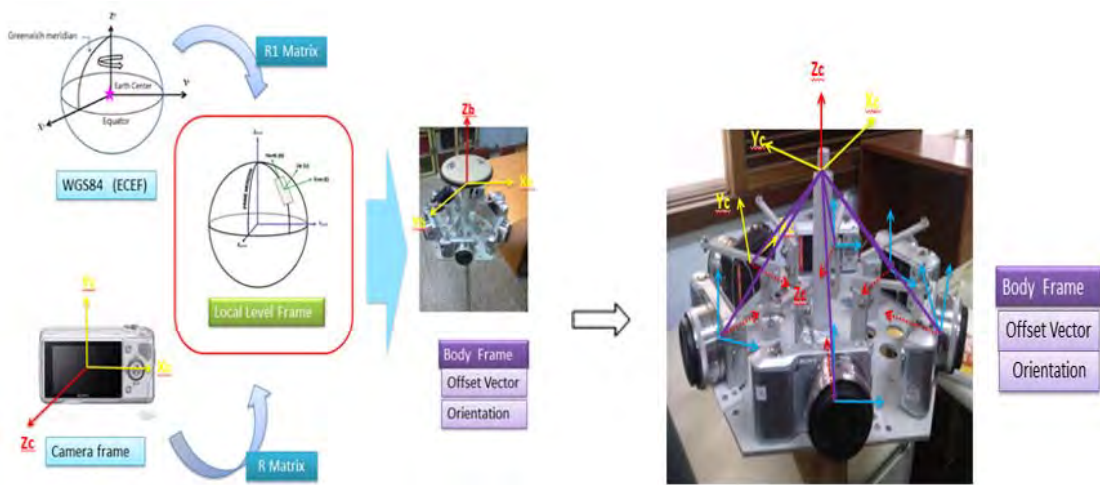 Z
Greenwich meridian
Earth Center
Y
X
Equator
WGS84 (ECEF)
R1 Matrix
Local Level Frame
Yc
Xc
Zc
Camera frame
R Matrix
Zb
Xb
Yb
Body Frame
Offset Vector
Orientation
Zc
Xc
Yc
Yc
Zc
Body Frame
Offset Vector
Orientation